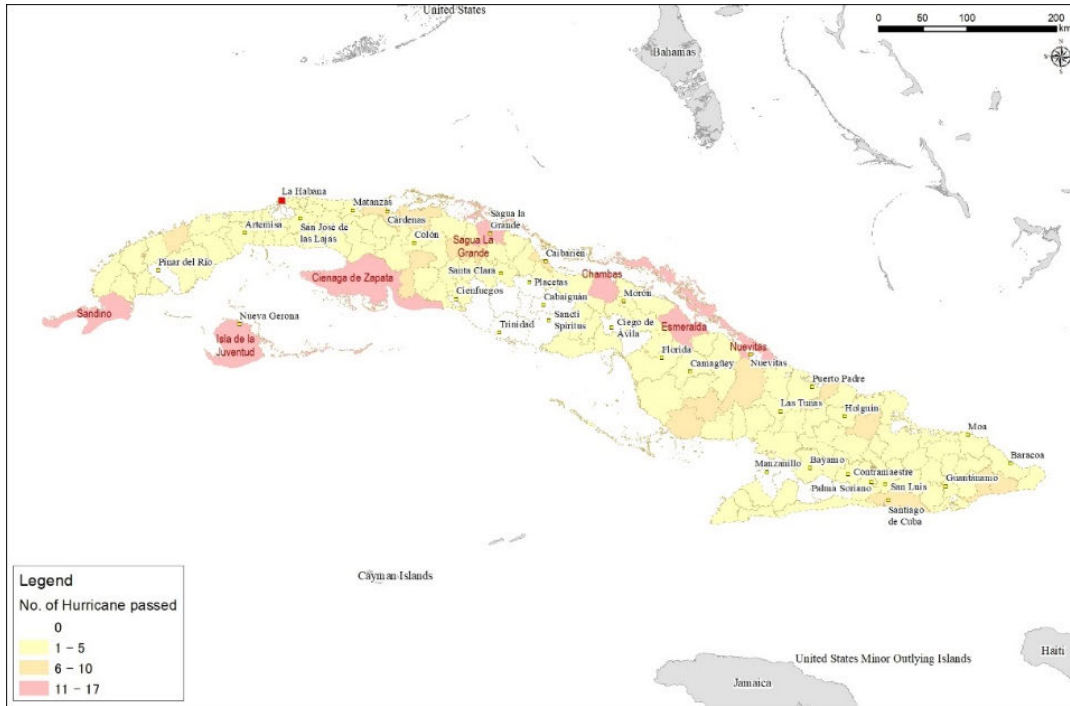 United States
0 50 100 200
km
N
W E
S
Bahamas
La Habana
Matanzas
Sagua la
Grande
Artemisa
San José de
las Lajas
Cárdenas
Colón
Sagua La
Grande
Caibarién
Pinar del Río
Cienaga de Zapata
Santa Clara
Placetas
Chambas
Cienfuegos
Cabaiguán
Morón
Sandino
Nueva Gerona
Sancti
Spíritus
Isla de la
Juventud
Trinidad
Ciego de
Ávila
Esmeralda
Nuevitas
Florida
Nuevitas
Camagüey
Puerto Padre
Las Tunas
Holguín
Moa
Manzanillo
Bayamo
Contramaestre
Baracoa
Palma Soriano
San Luis
Guantánamo
Santiago
de Cuba
Cayman Islands
United States Minor Outlying Islands
Haiti
Jamaica
Legend
No. of Hurricane passed
0
1 – 5
6 – 10
11 – 17